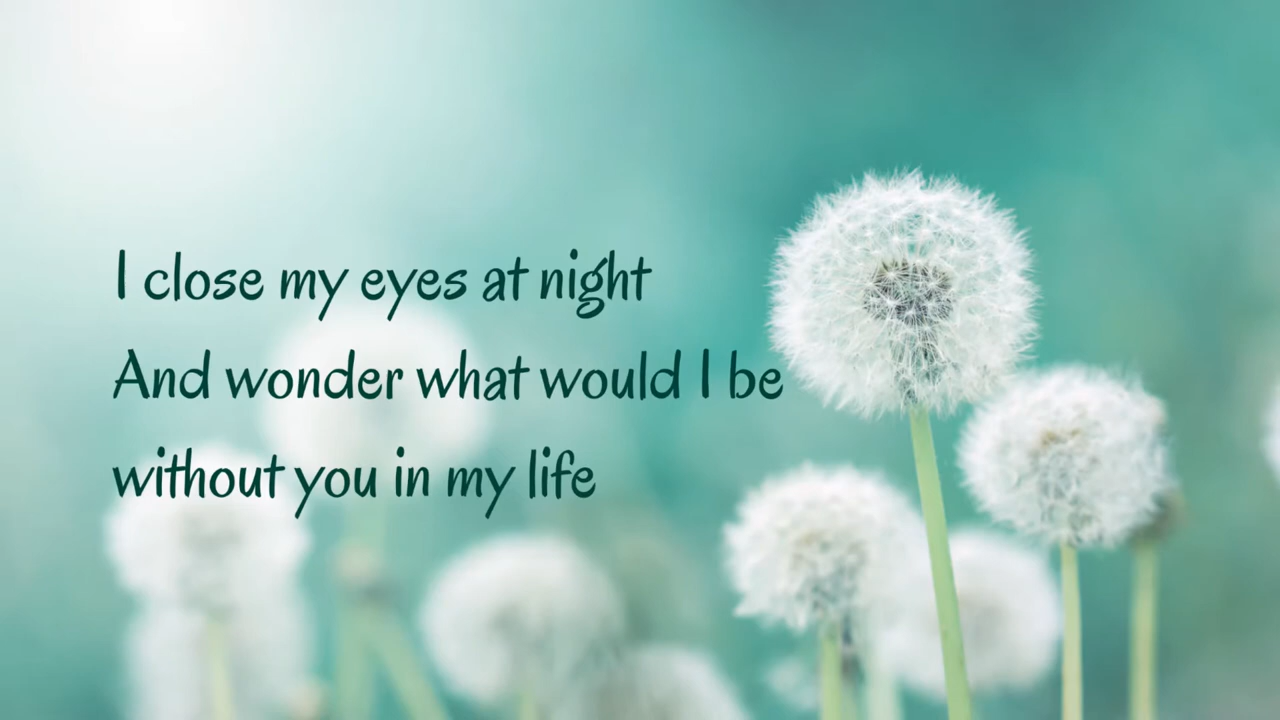 I close my eyes at night
And wonder what would I be
without you in my life